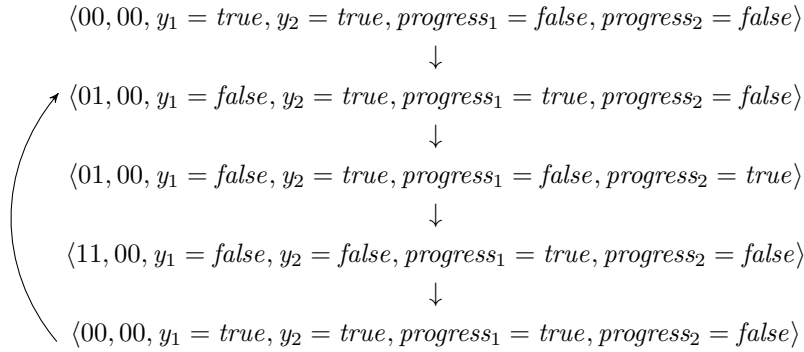 ⟨00, 00, y₁ = true, y₂ = true, progress₁ = false, progress₂ = false⟩
↓
⟨01, 00, y₁ = false, y₂ = true, progress₁ = true, progress₂ = false⟩
↓
⟨01, 00, y₁ = false, y₂ = true, progress₁ = false, progress₂ = true⟩
↓
⟨11, 00, y₁ = false, y₂ = false, progress₁ = true, progress₂ = false⟩
↓
⟨00, 00, y₁ = true, y₂ = true, progress₁ = true, progress₂ = false⟩